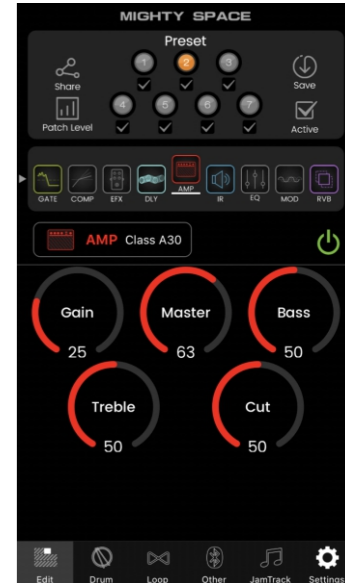 MIGHTY SPACE
Preset
1 2 3
Share
Save
4 5 6 7
Patch Level
Active
GATE COMP EFX DLY AMP IR EQ MOD RVB
AMP Class A30
Gain Master Bass
25 63 50
Treble Cut
50 50
Edit Drum Loop Other JamTrack Settings